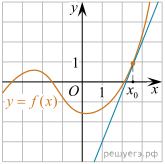 1
y = f(x)
O
1
x₀
x
решуегэ.рф